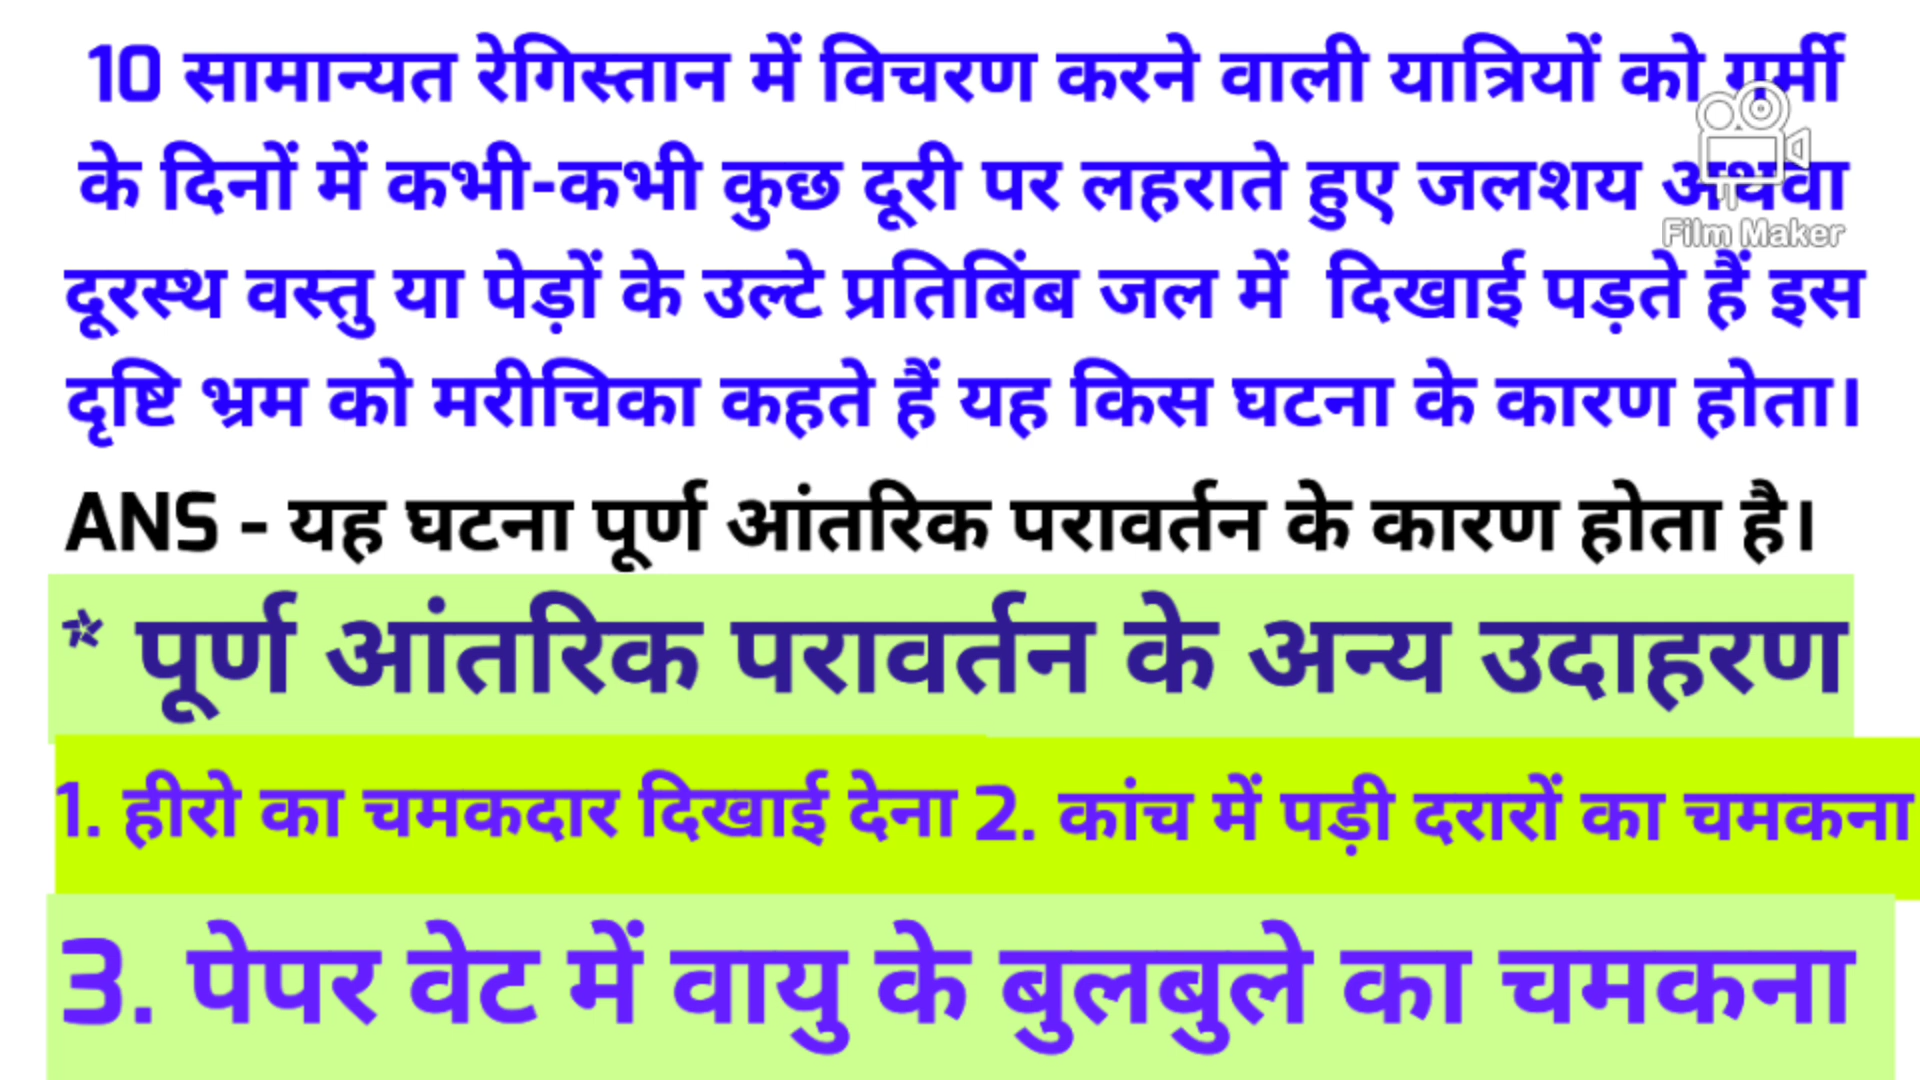 10 सामान्यत रेगिस्तान में विचरण करने वाली यात्रियों को गर्मी
के दिनों में कभी-कभी कुछ दूरी पर लहराते हुए जलशय अथवा
Film Maker
दूरस्थ वस्तु या पेड़ों के उल्टे प्रतिबिंब जल में दिखाई पड़ते हैं इस
दृष्टि भ्रम को मरीचिका कहते हैं यह किस घटना के कारण होता।
ANS - यह घटना पूर्ण आंतरिक परावर्तन के कारण होता है।
* पूर्ण आंतरिक परावर्तन के अन्य उदाहरण
1. हीरो का चमकदार दिखाई देना 2. कांच में पड़ी दरारों का चमकना
3. पेपर वेट में वायु के बुलबुले का चमकना